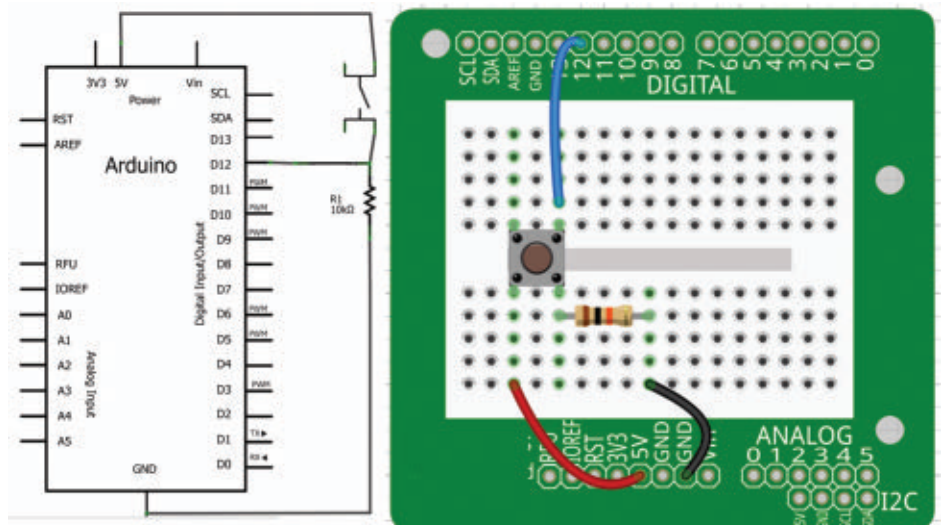 3V3 5V Vin
Power
RST
AREF
Arduino
RFU
IOREF
A0
A1
A2
A3
A4
A5
Analog Input
SCL
SDA
D13
D12
D11 PWM
D10 PWM
D9 PWM
D8
D7
D6 PWM
D5 PWM
D4
D3 PWM
D2
D1 TX▶
D0 RX◀
Digital Input/Output
GND
R1
10kΩ
SCL SDA AREF GND 13 12 11 10 9 8 7 6 5 4 3 2 1 0
DIGITAL
RFU IOREF RST 3V3 5V GND GND Vin
ANALOG
0 1 2 3 4 5
I2C
5V SCL